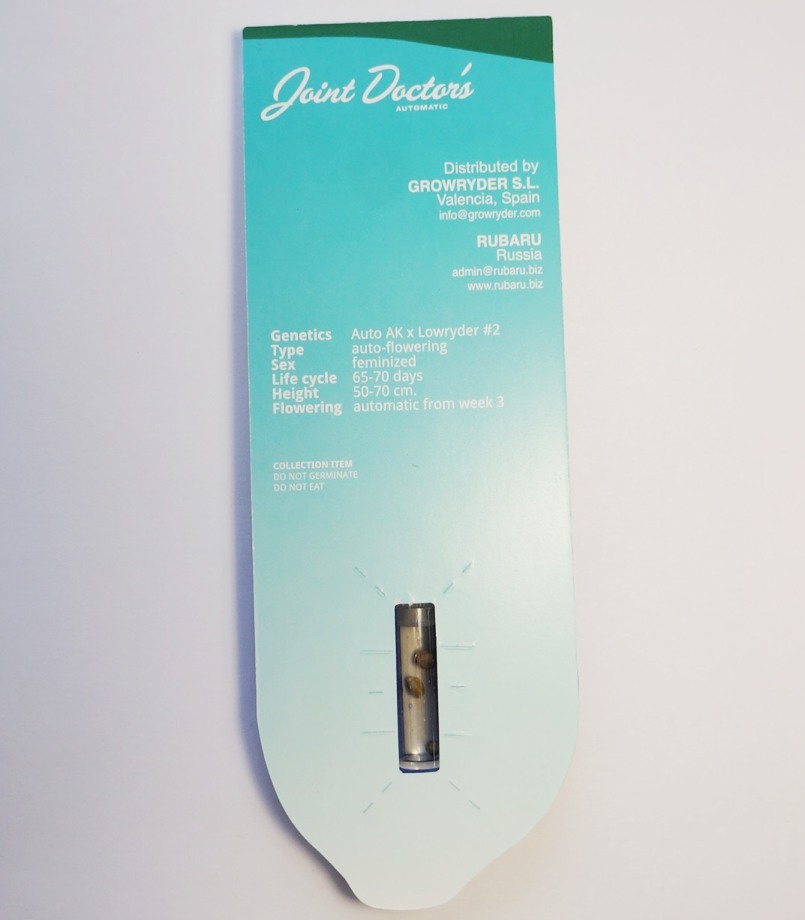 Joint Doctors'
AUTOMATIC
Distributed by
GROWRYDER S.L.
Valencia, Spain
info@growryder.com
RUBARU
Russia
admin@rubaru.biz
www.rubaru.biz
Genetics Auto AK x Lowryder #2
Type auto-flowering
Sex feminized
Life cycle 65-70 days
Height 50-70 cm.
Flowering automatic from week 3
COLLECTION ITEM
DO NOT GERMINATE
DO NOT EAT